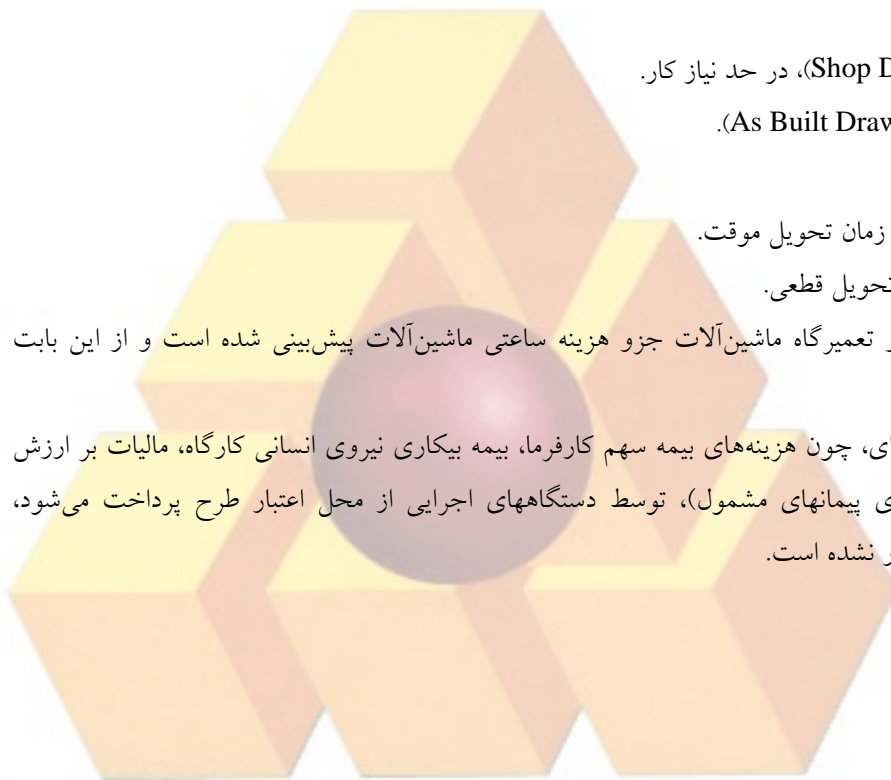 (Shop D، در حد نیاز کار.
(As Built Draw.
زمان تحویل موقت.
تحویل قطعی.
تعمیرگاه ماشین‌آلات جزو هزینه ساعتی ماشین‌آلات پیش‌بینی شده است و از این بابت
ای، چون هزینه‌های بیمه سهم کارفرما، بیمه بیکاری نیروی انسانی کارگاه، مالیات بر ارزش
ی پیمانهای مشمول)، توسط دستگاههای اجرایی از محل اعتبار طرح پرداخت می‌شود،
ر نشده است.